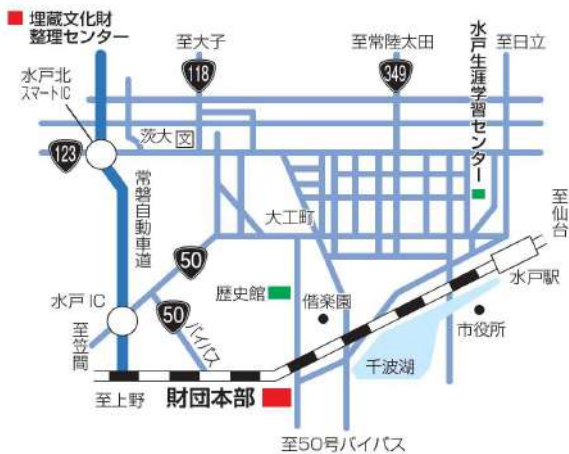 埋蔵文化財
整理センター
至大子
至常陸太田
至日立
水戸生涯学習センター
水戸北
スマートIC
118
349
茨大 文
123
常磐自動車道
大工町
至仙台
50
水戸駅
水戸 IC
歴史館
偕楽園
50
バイパス
市役所
至笠間
千波湖
至上野
財団本部
至50号バイパス